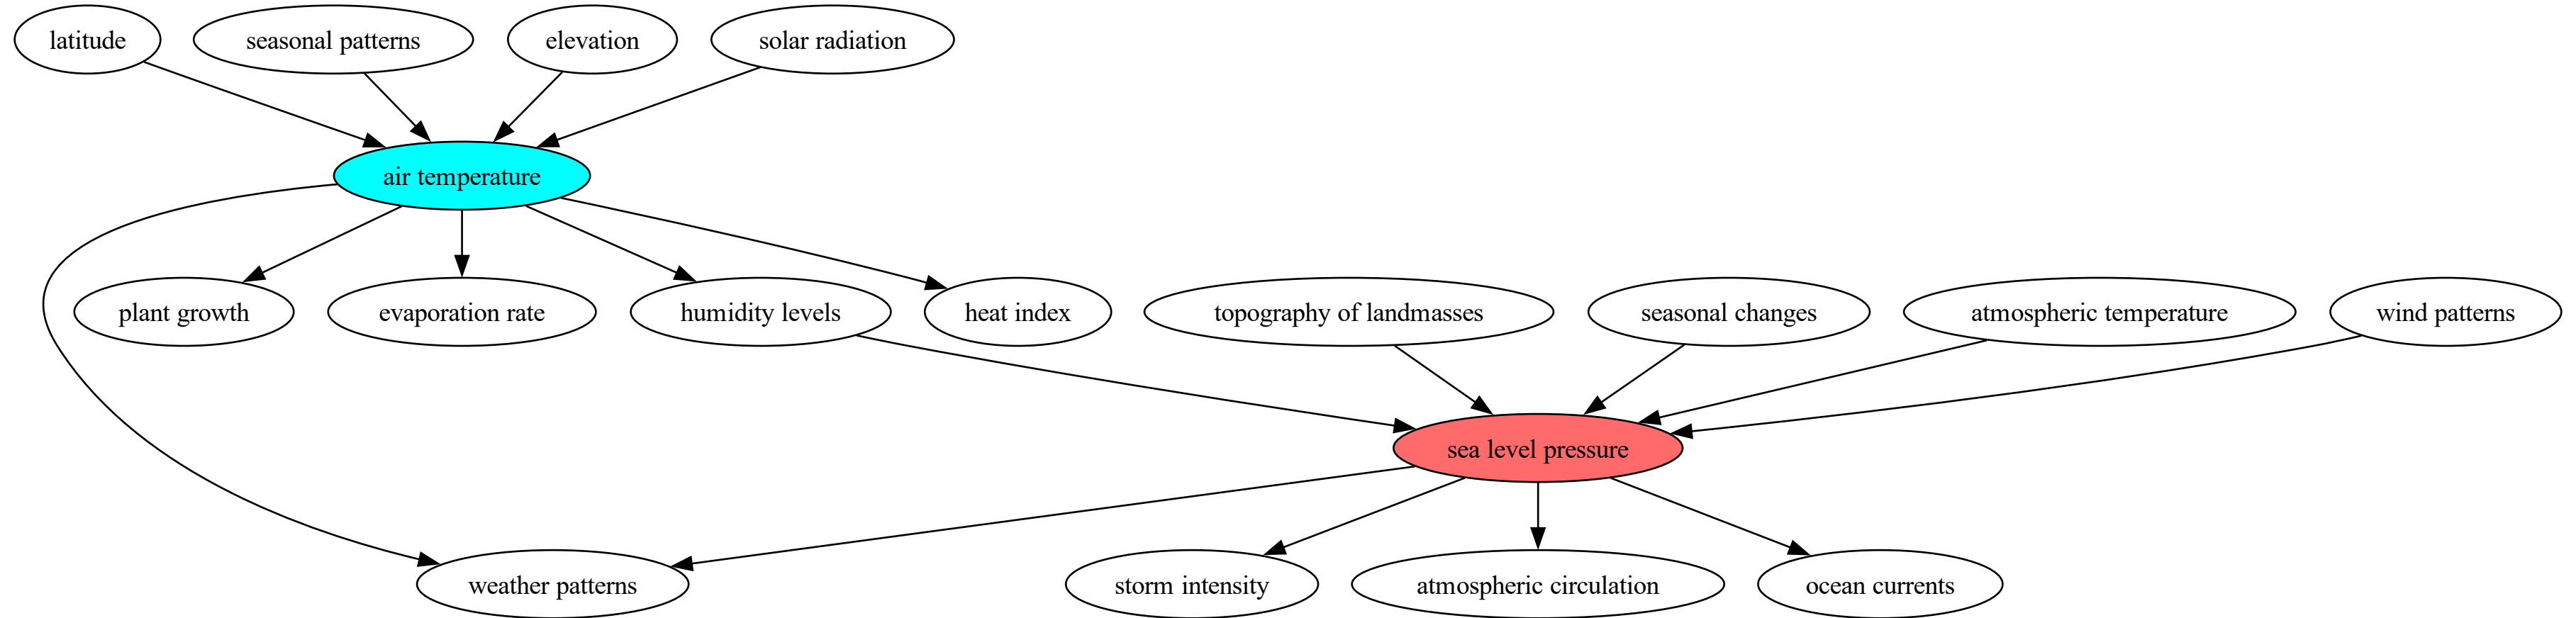 latitude
seasonal patterns
elevation
solar radiation
air temperature
plant growth
evaporation rate
humidity levels
heat index
topography of landmasses
seasonal changes
atmospheric temperature
wind patterns
sea level pressure
weather patterns
storm intensity
atmospheric circulation
ocean currents